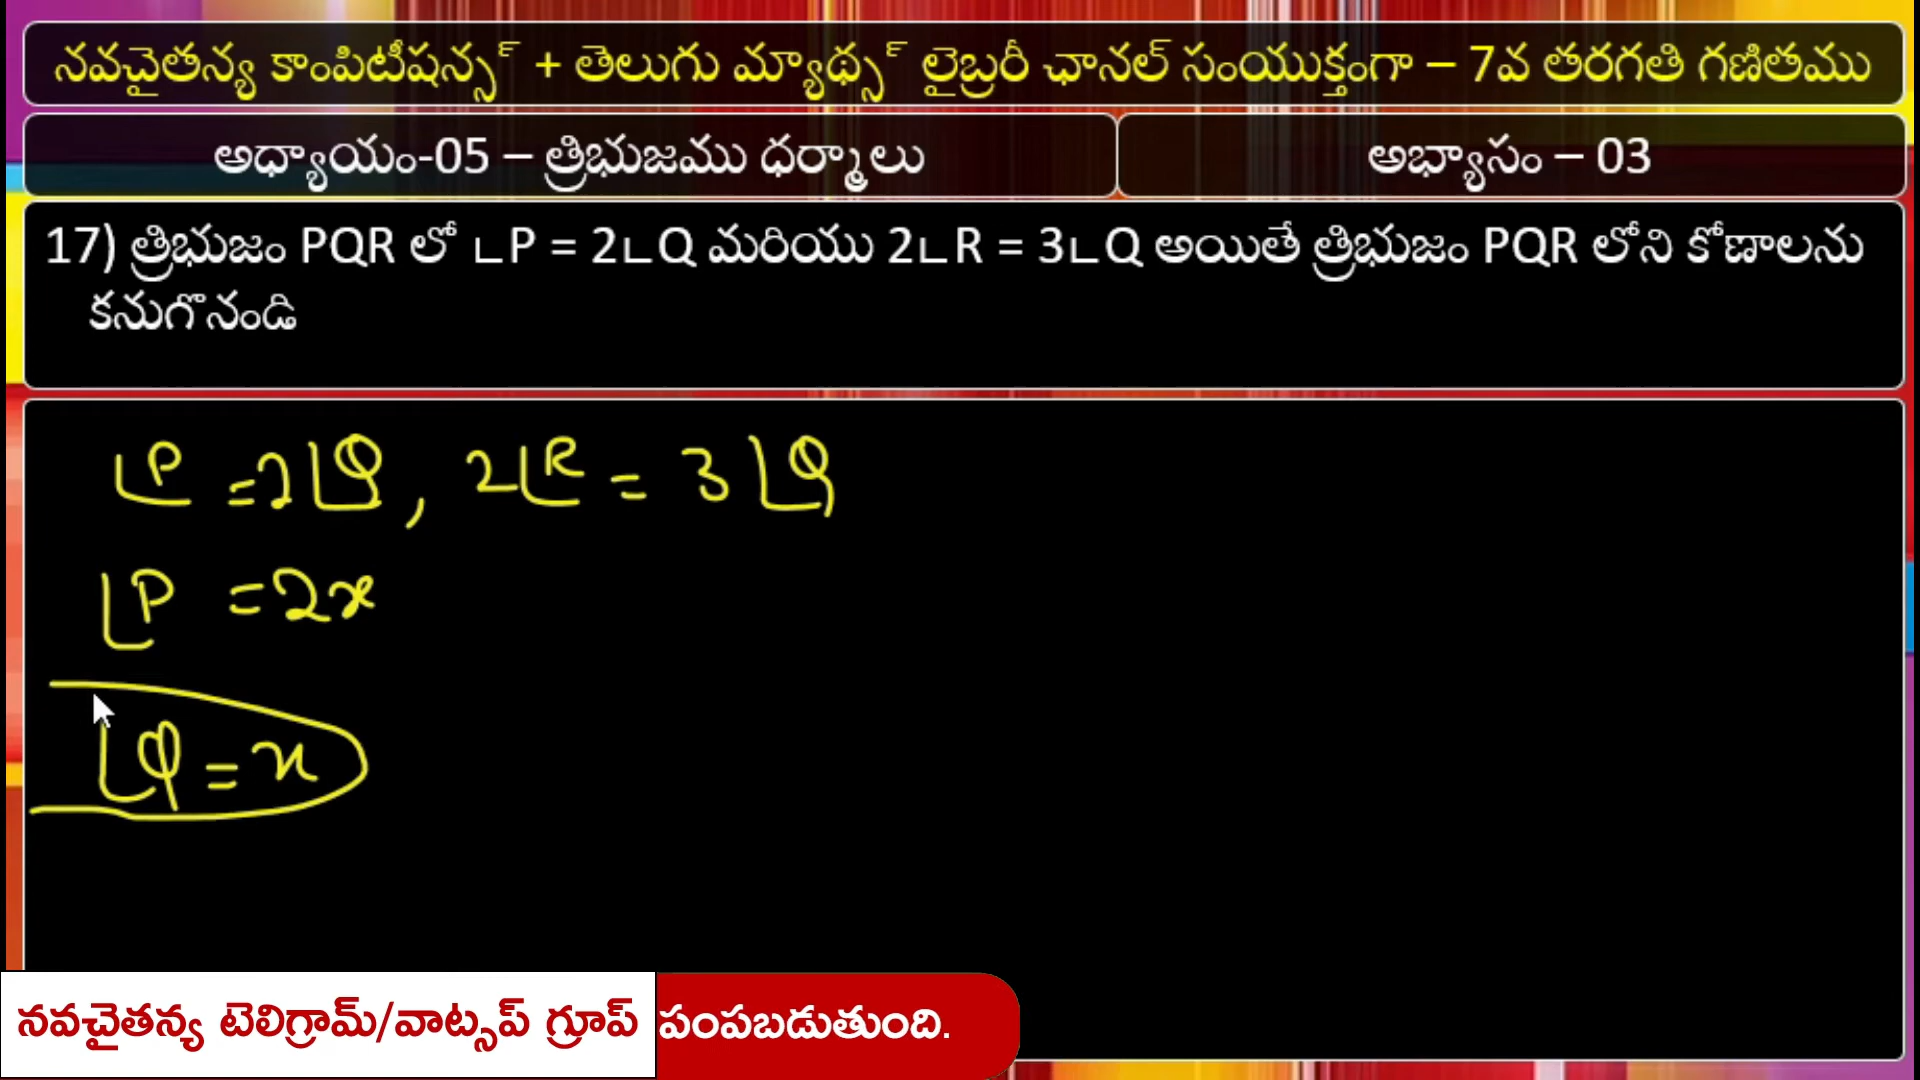 నవచైతన్య కాంపిటీషన్స్ + తెలుగు మ్యాథ్స్ లైబ్రరీ ఛానల్ సంయుక్తంగా – 7వ తరగతి గణితము
అధ్యాయం-05 – త్రిభుజము ధర్మాలు
అభ్యాసం – 03
17) త్రిభుజం PQR లో ∟P = 2∟Q మరియు 2∟R = 3∟Q అయితే త్రిభుజం PQR లోని కోణాలను
కనుగొనండి
∟P = 2∟Q, 2∟R = 3∟Q
∟P = 2x
∟Q = x
నవచైతన్య టెలిగ్రామ్/వాట్సప్ గ్రూప్ పంపబడుతుంది.